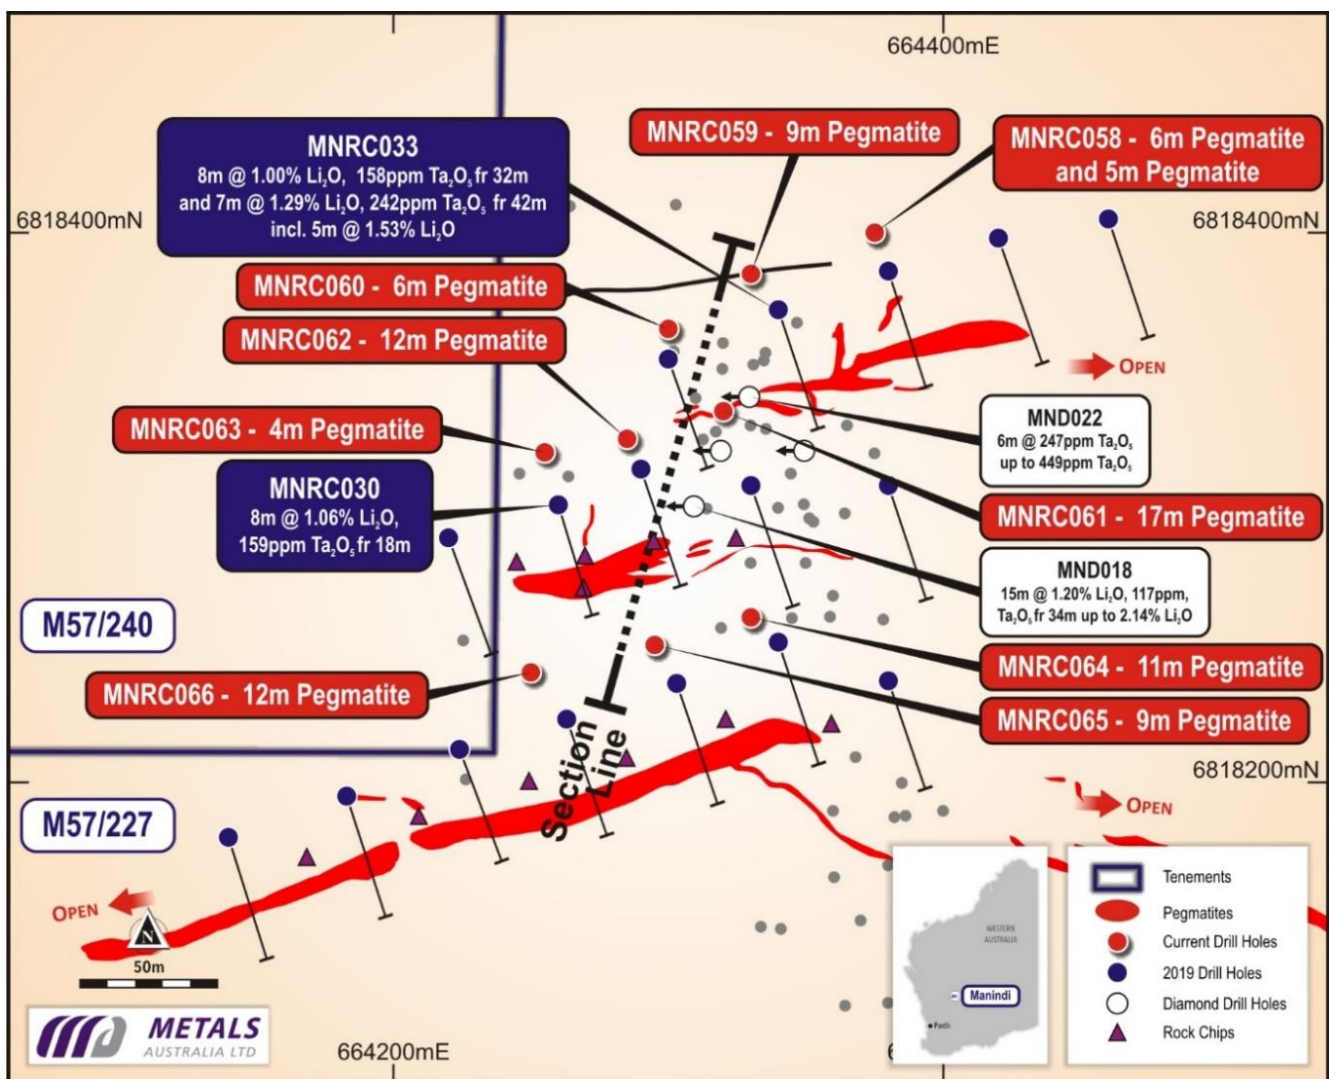 664400mE
MNRC033
8m @ 1.00% Li₂O, 158ppm Ta₂O₅ fr 32m
and 7m @ 1.29% Li₂O, 242ppm Ta₂O₅ fr 42m
incl. 5m @ 1.53% Li₂O
MNRC059 - 9m Pegmatite
MNRC058 - 6m Pegmatite
and 5m Pegmatite
6818400mN
6818400mN
MNRC060 - 6m Pegmatite
MNRC062 - 12m Pegmatite
OPEN
MNRC063 - 4m Pegmatite
MND022
6m @ 247ppm Ta₂O₅
up to 449ppm Ta₂O₅
MNRC030
8m @ 1.06% Li₂O,
159ppm Ta₂O₅ fr 18m
MNRC061 - 17m Pegmatite
MND018
15m @ 1.20% Li₂O, 117ppm,
Ta₂O₅ fr 34m up to 2.14% Li₂O
M57/240
MNRC064 - 11m Pegmatite
MNRC066 - 12m Pegmatite
MNRC065 - 9m Pegmatite
Section
Line
6818200mN
M57/227
OPEN
OPEN
N
50m
WESTERN
AUSTRALIA
Manindi
Perth
Tenements
Pegmatites
Current Drill Holes
2019 Drill Holes
Diamond Drill Holes
Rock Chips
METALS
AUSTRALIA LTD
664200mE